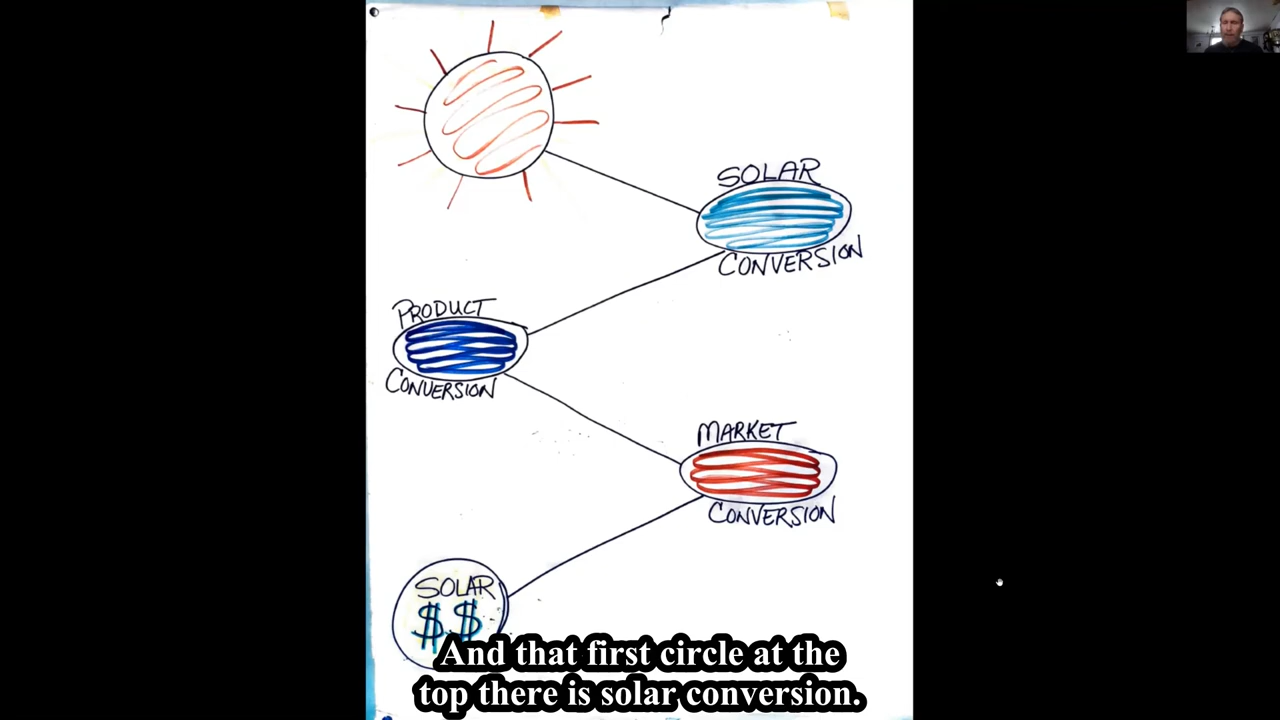 SOLAR
CONVERSION
PRODUCT
CONVERSION
MARKET
CONVERSION
SOLAR
$ $
And that first circle at the
top there is solar conversion.